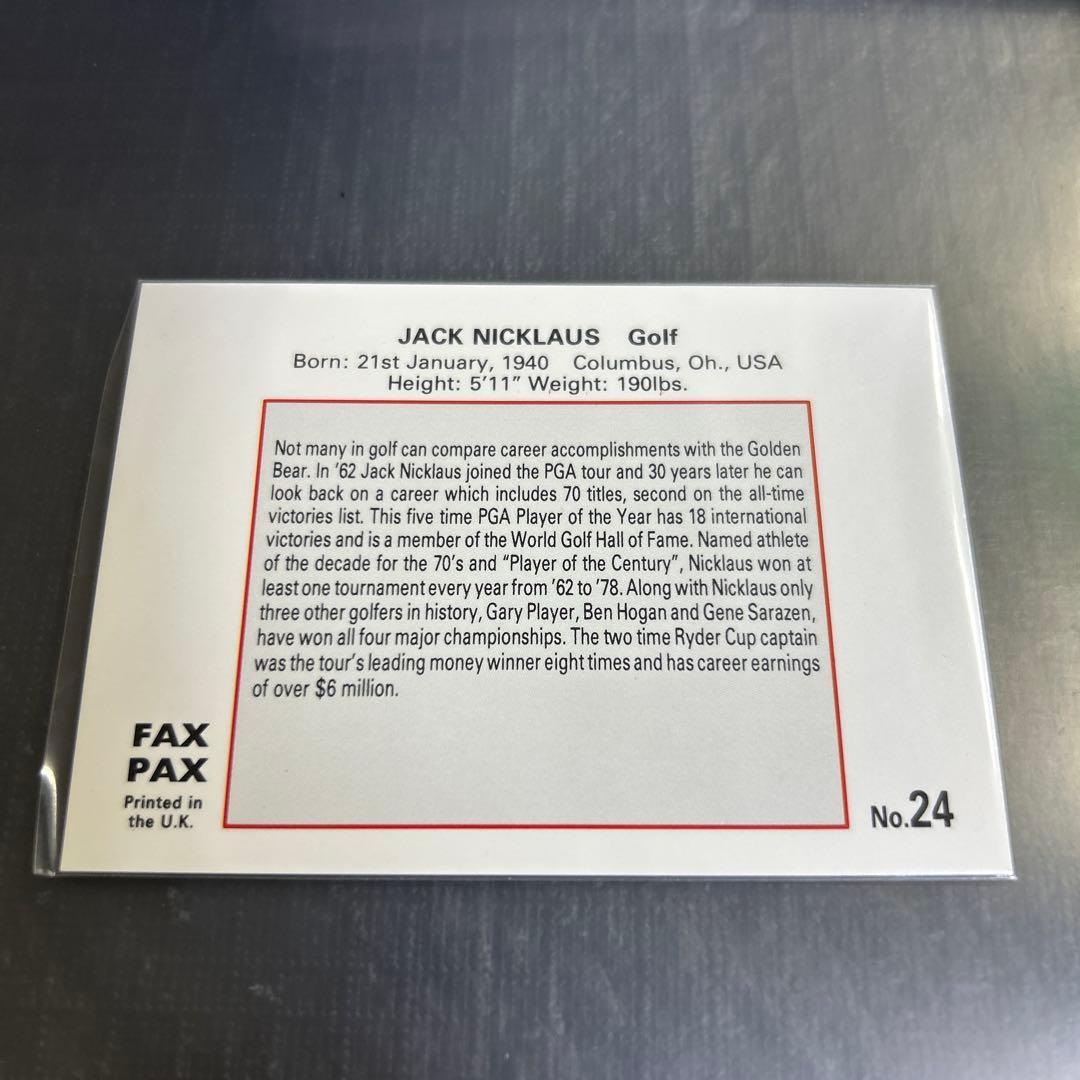 JACK NICKLAUS Golf
Born: 21st January, 1940 Columbus, Oh., USA
Height: 5'11" Weight: 190lbs.
Not many in golf can compare career accomplishments with the Golden
Bear. In '62 Jack Nicklaus joined the PGA tour and 30 years later he can
look back on a career which includes 70 titles, second on the all-time
victories list. This five time PGA Player of the Year has 18 international
victories and is a member of the World Golf Hall of Fame. Named athlete
of the decade for the 70's and "Player of the Century", Nicklaus won at
least one tournament every year from '62 to '78. Along with Nicklaus only
three other golfers in history, Gary Player, Ben Hogan and Gene Sarazen,
have won all four major championships. The two time Ryder Cup captain
was the tour's leading money winner eight times and has career earnings
of over $6 million.
FAX
PAX
Printed in
the U.K.
No.24